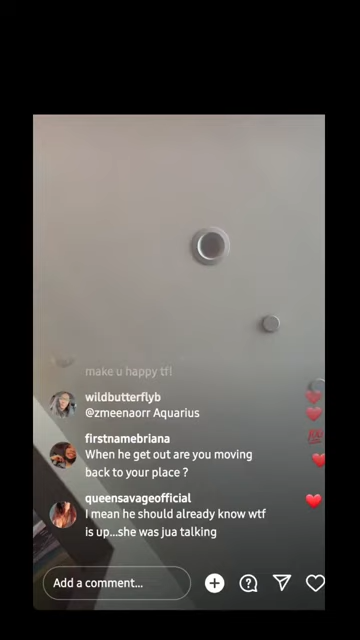 make u happy tfl
wildbutterflyb
@zmeenaorr Aquarius
firstnamebriana
When he get out are you moving
back to your place ?
queensavageofficial
I mean he should already know wtf
is up...she was jua talking
Add a comment...